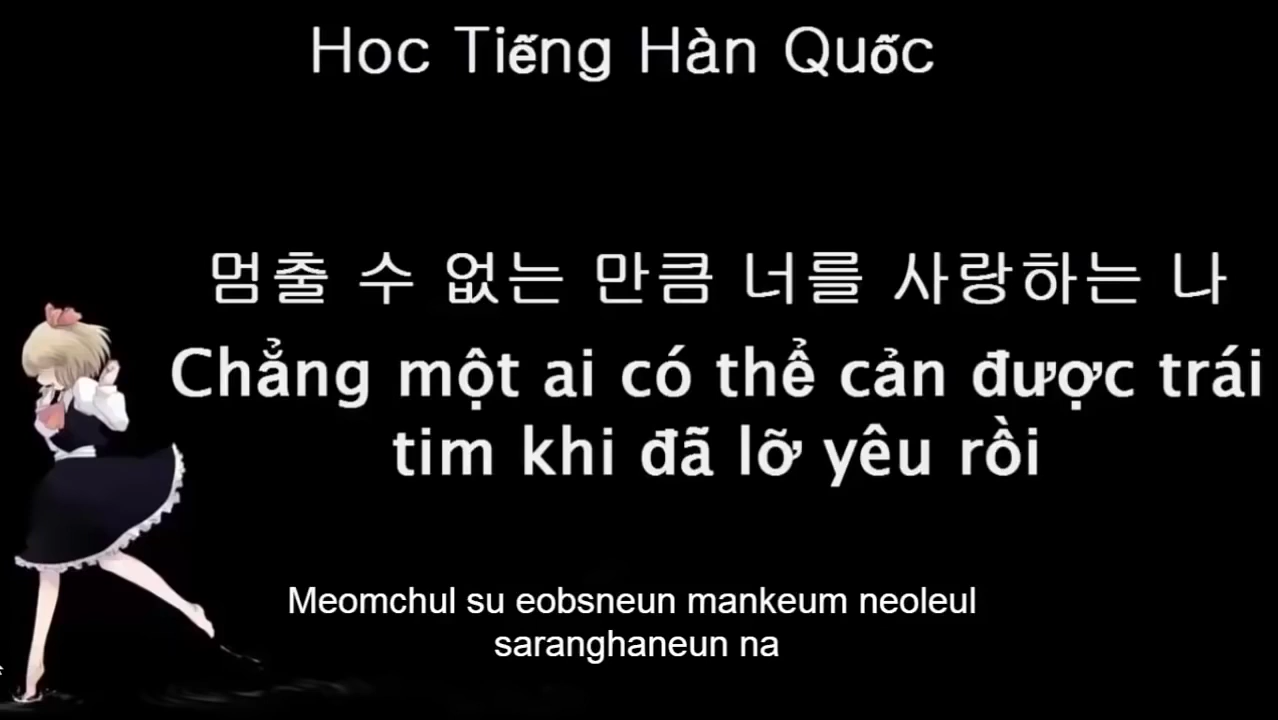 Hoc Tiếng Hàn Quốc
멈출 수 없는 만큼 너를 사랑하는 나
Chẳng một ai có thể cản được trái
tim khi đã lỡ yêu rồi
Meomchul su eobsneun mankeum neoleul
saranghaneun na